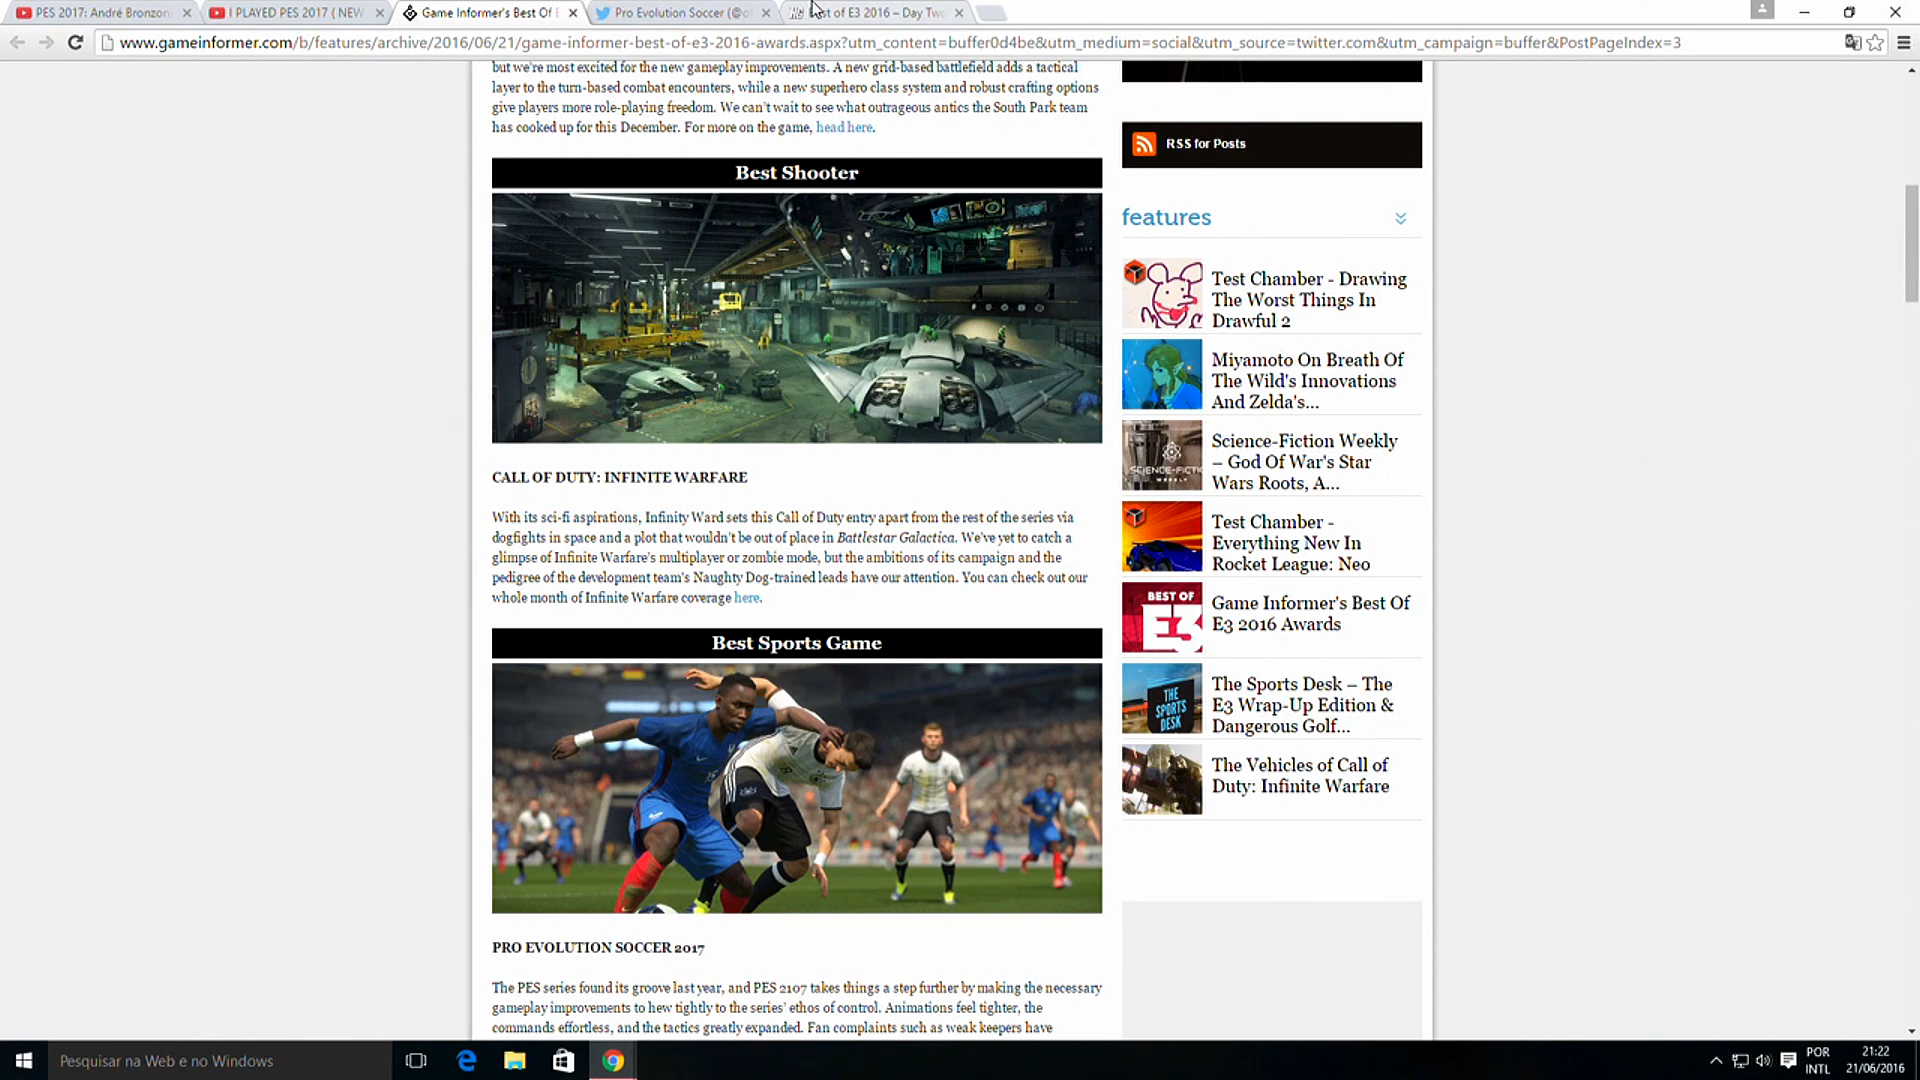 PES 2017: André Bronzon
I PLAYED PES 2017 ( NEW
Game Informer's Best Of E
Pro Evolution Soccer (@of
st of E3 2016 – Day Two
www.gameinformer.com/b/features/archive/2016/06/21/game-informer-best-of-e3-2016-awards.aspx?utm_content=buffer0d4be&utm_medium=social&utm_source=twitter.com&utm_campaign=buffer&PostPageIndex=3
but we're most excited for the new gameplay improvements. A new grid-based battlefield adds a tactical
layer to the turn-based combat encounters, while a new superhero class system and robust crafting options
give players more role-playing freedom. We can't wait to see what outrageous antics the South Park team
has cooked up for this December. For more on the game, head here.
Best Shooter
CALL OF DUTY: INFINITE WARFARE
With its sci-fi aspirations, Infinity Ward sets this Call of Duty entry apart from the rest of the series via
dogfights in space and a plot that wouldn't be out of place in Battlestar Galactica. We've yet to catch a
glimpse of Infinite Warfare's multiplayer or zombie mode, but the ambitions of its campaign and the
pedigree of the development team's Naughty Dog-trained leads have our attention. You can check out our
whole month of Infinite Warfare coverage here.
Best Sports Game
PRO EVOLUTION SOCCER 2017
The PES series found its groove last year, and PES 2107 takes things a step further by making the necessary
gameplay improvements to hew tightly to the series' ethos of control. Animations feel tighter, the
commands effortless, and the tactics greatly expanded. Fan complaints such as weak keepers have
RSS for Posts
features
Test Chamber - Drawing
The Worst Things In
Drawful 2
Miyamoto On Breath Of
The Wild's Innovations
And Zelda's...
SCIENCE-FICTION
WEEKLY
Science-Fiction Weekly
– God Of War's Star
Wars Roots, A...
Test Chamber -
Everything New In
Rocket League: Neo
BEST OF
E3
Game Informer's Best Of
E3 2016 Awards
THE
SPORTS
DESK
The Sports Desk – The
E3 Wrap-Up Edition &
Dangerous Golf...
The Vehicles of Call of
Duty: Infinite Warfare
Pesquisar na Web e no Windows
POR
INTL
21:22
21/06/2016